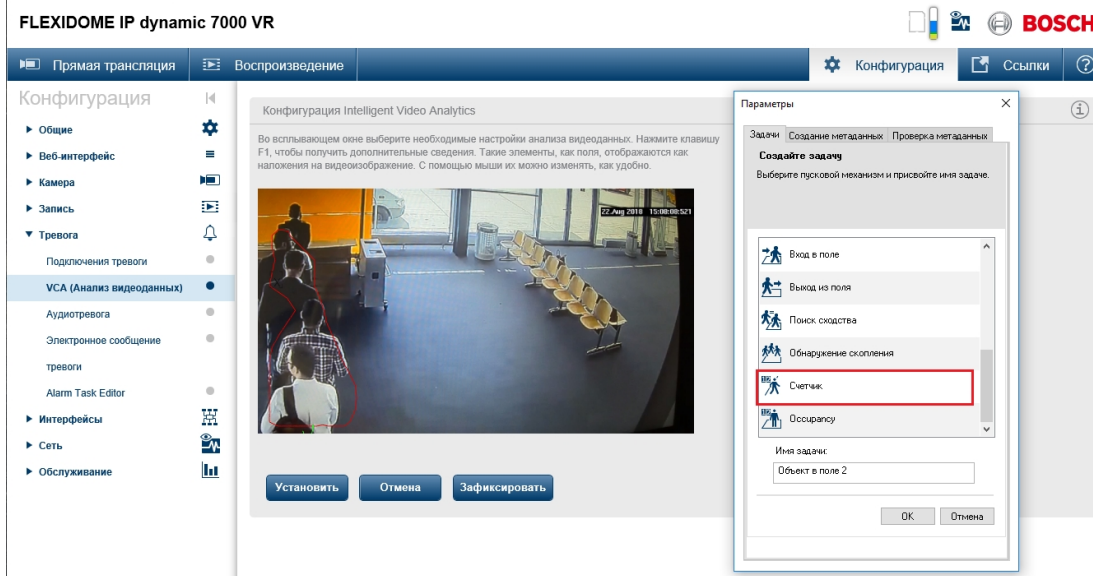 FLEXIDOME IP dynamic 7000 VR
BOSCH
Прямая трансляция
Воспроизведение
Конфигурация
Ссылки
?
Конфигурация
Общие
Веб-интерфейс
Камера
Запись
Тревога
Подключения тревоги
VCA (Анализ видеоданных)
Аудиотревога
Электронное сообщение
тревоги
Alarm Task Editor
Интерфейсы
Сеть
Обслуживание
Конфигурация Intelligent Video Analytics
Во всплывающем окне выберите необходимые настройки анализа видеоданных. Нажмите клавишу
F1, чтобы получить дополнительные сведения. Такие элементы, как поля, отображаются как
наложения на видеоизображение. С помощью мыши их можно изменять, как удобно.
22.Aug 2018 15:08:08:521
Установить
Отмена
Зафиксировать
Параметры
Задачи
Создание метаданных
Проверка метаданных
Создайте задачу
Выберите пусковой механизм и присвойте имя задаче.
Вход в поле
Выход из поля
Поиск сходства
Обнаружение скопления
Счетчик
Occupancy
Имя задачи:
Объект в поле 2
OK
Отмена